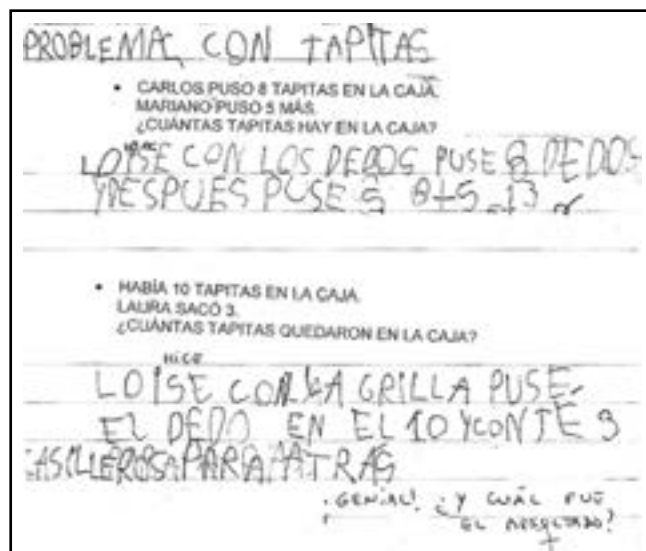 PROBLEMA CON TAPITAS
• CARLOS PUSO 8 TAPITAS EN LA CAJA.
MARIANO PUSO 5 MÁS.
¿CUÁNTAS TAPITAS HAY EN LA CAJA?
HICE
LO ISE CON LOS DEDOS PUSE 8 DEDOS
Y DESPUES PUSE 5 8+5=13
• HABÍA 10 TAPITAS EN LA CAJA.
LAURA SACÓ 3.
¿CUÁNTAS TAPITAS QUEDARON EN LA CAJA?
HICE
LO ISE CON LA GRILLA PUSE
EL DEDO EN EL 10 Y CONTÉ 3
CASILLEROS PARA ATRAS
¡GENIAL! ¿Y CUÁL FUE
EL RESULTADO?